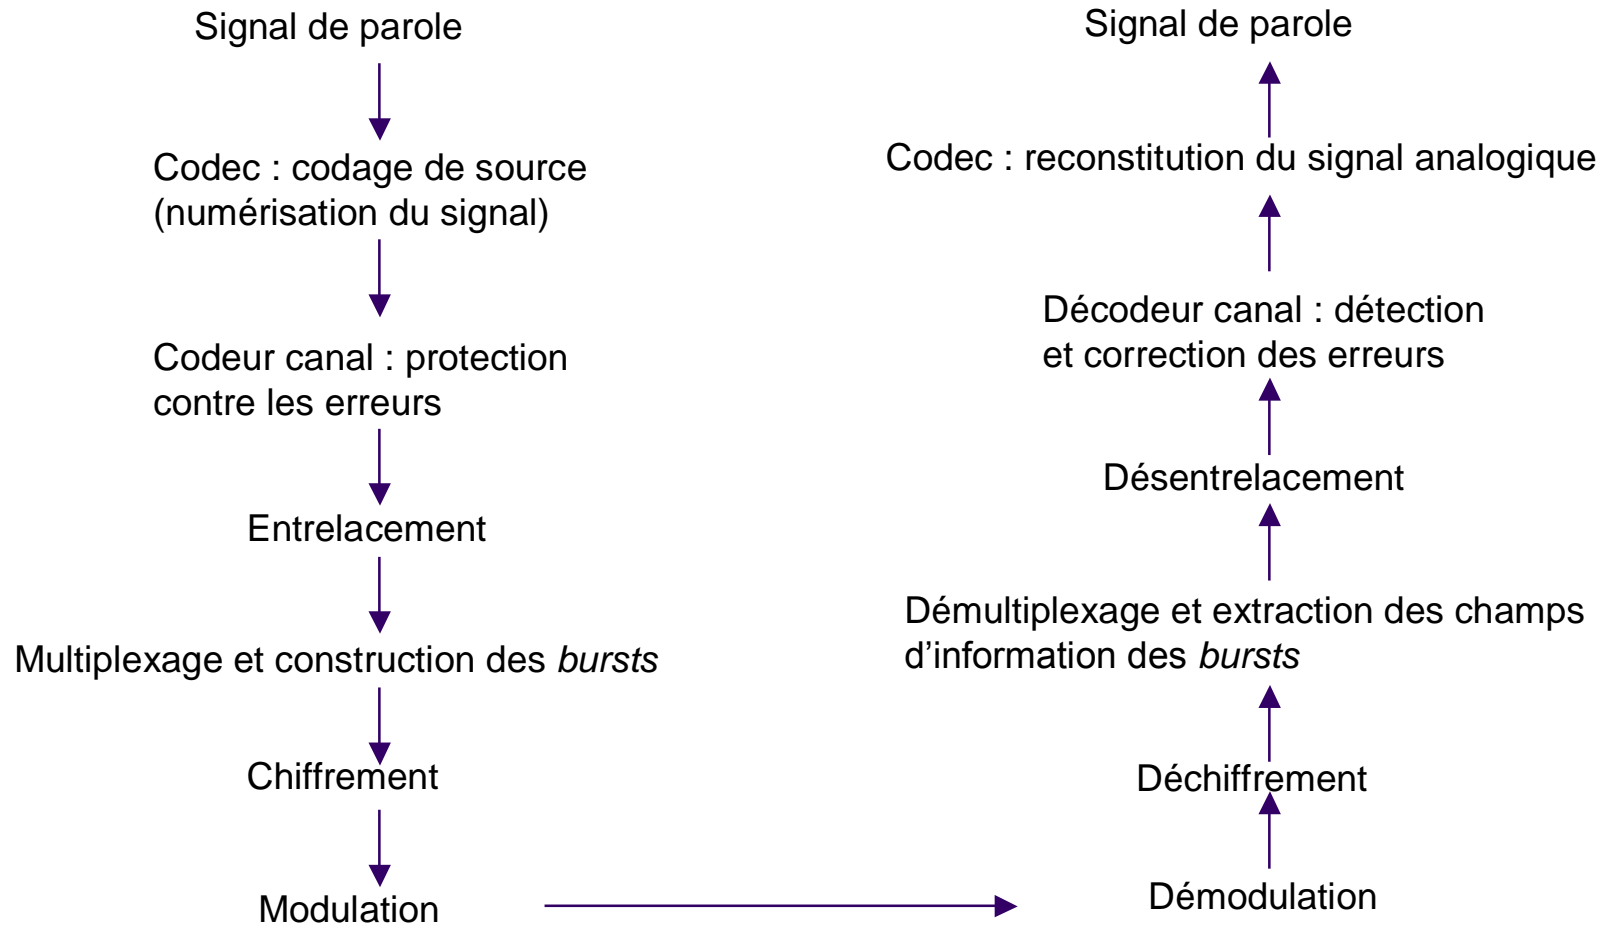 Signal de parole
Codec : codage de source
(numérisation du signal)
Codeur canal : protection
contre les erreurs
Entrelacement
Multiplexage et construction des bursts
Chiffrement
Modulation
Signal de parole
Codec : reconstitution du signal analogique
Décodeur canal : détection
et correction des erreurs
Désentrelacement
Démultiplexage et extraction des champs
d’information des bursts
Déchiffrement
Démodulation